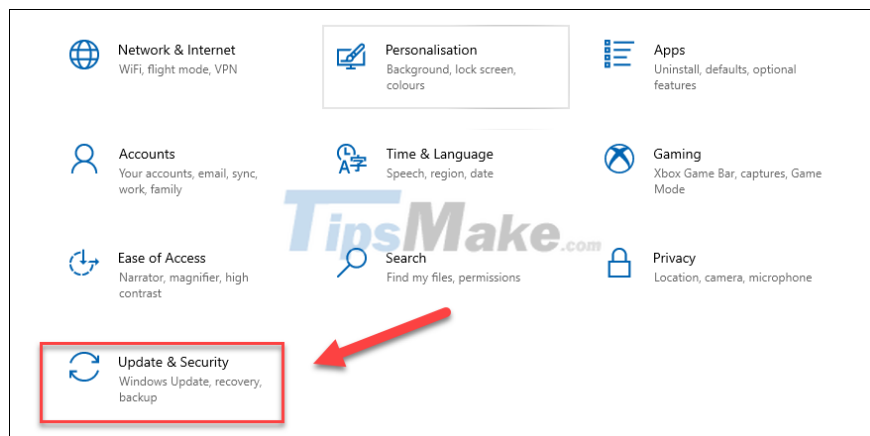 Network & Internet
WiFi, flight mode, VPN
Personalisation
Background, lock screen,
colours
Apps
Uninstall, defaults, optional
features
Accounts
Your accounts, email, sync,
work, family
Time & Language
Speech, region, date
Gaming
Xbox Game Bar, captures, Game
Mode
TipsMake.com
Ease of Access
Narrator, magnifier, high
contrast
Search
Find my files, permissions
Privacy
Location, camera, microphone
Update & Security
Windows Update, recovery,
backup